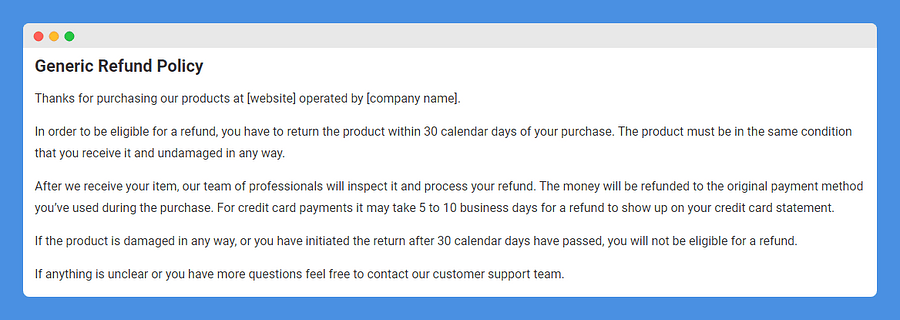 Generic Refund Policy
Thanks for purchasing our products at [website] operated by [company name].
In order to be eligible for a refund, you have to return the product within 30 calendar days of your purchase. The product must be in the same condition
that you receive it and undamaged in any way.
After we receive your item, our team of professionals will inspect it and process your refund. The money will be refunded to the original payment method
you've used during the purchase. For credit card payments it may take 5 to 10 business days for a refund to show up on your credit card statement.
If the product is damaged in any way, or you have initiated the return after 30 calendar days have passed, you will not be eligible for a refund.
If anything is unclear or you have more questions feel free to contact our customer support team.